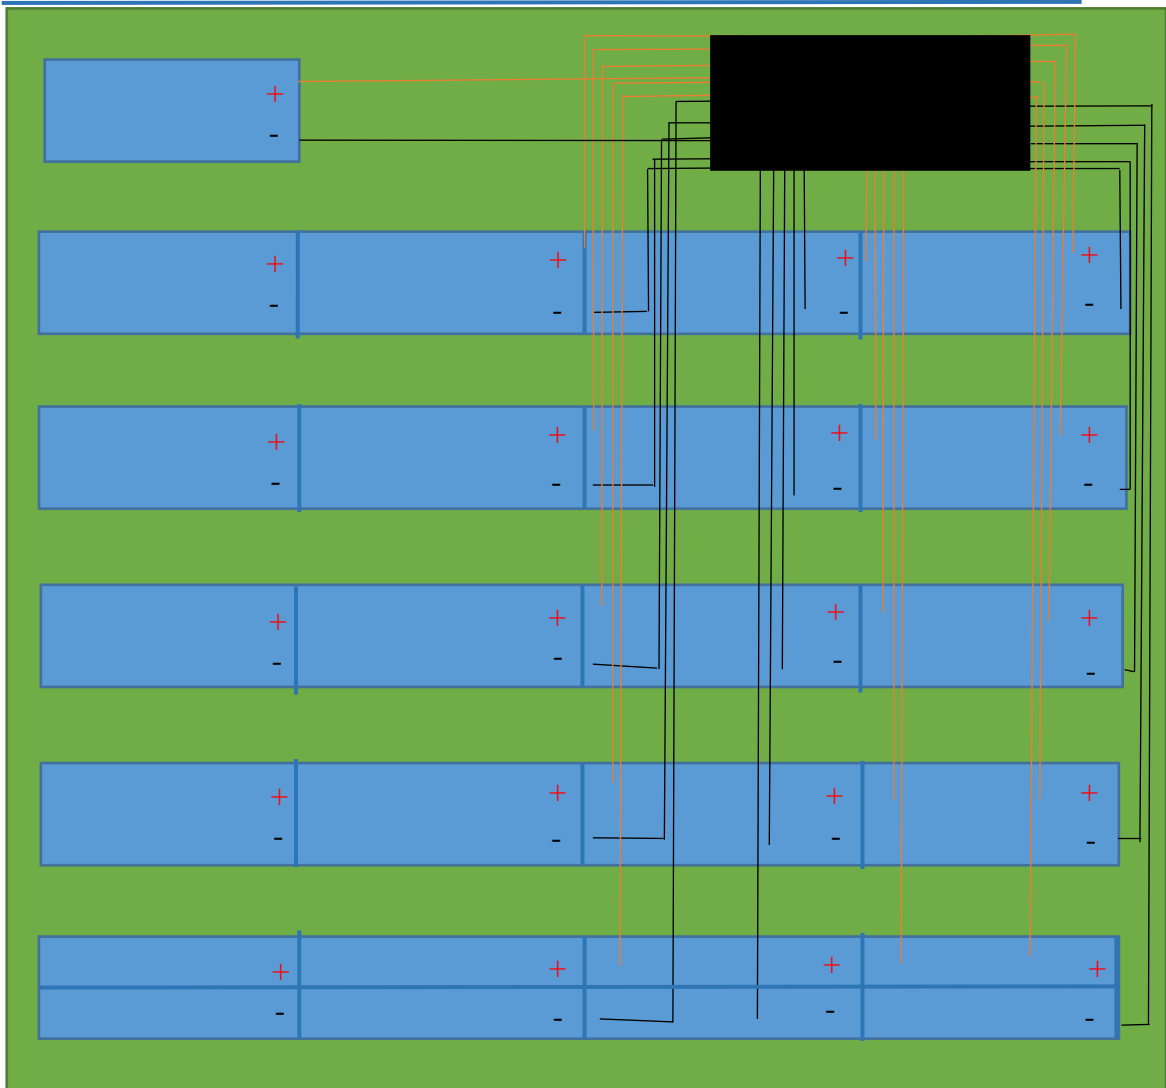 +
-
+ + + +
- - - -
+ + + +
- - - -
+ + + +
- - - -
+ + + +
- - - -
+ + + +
- - - -